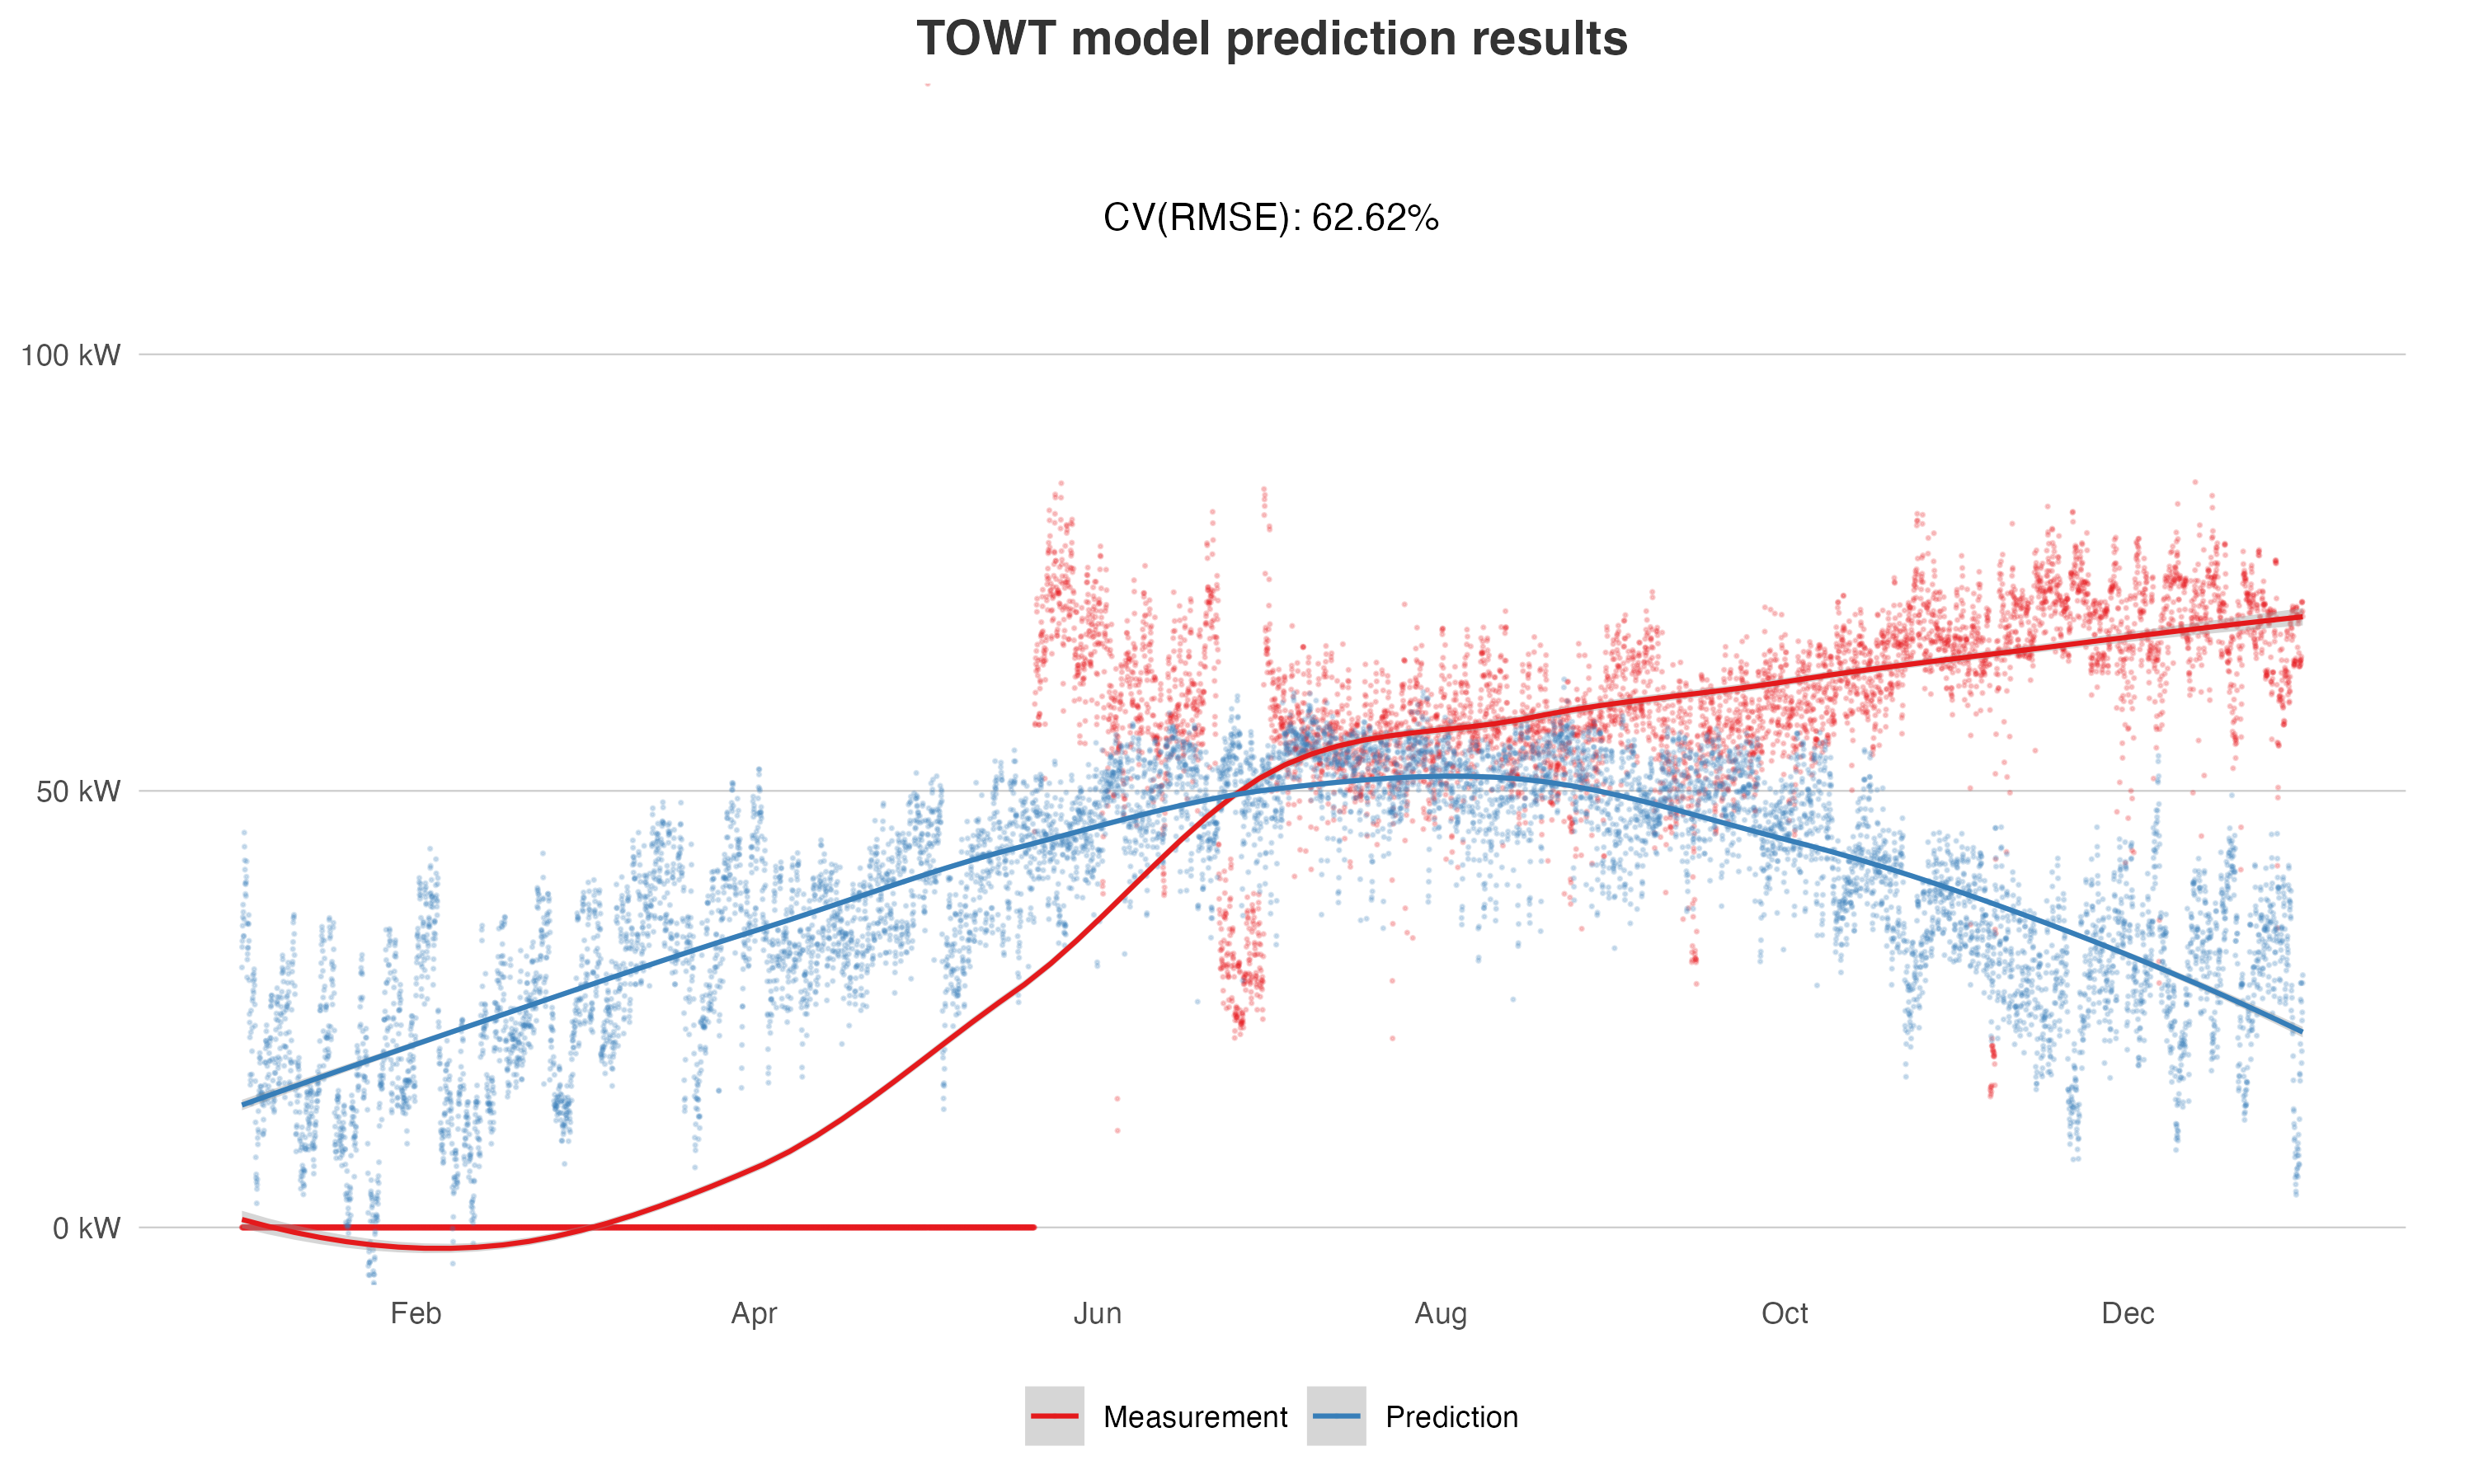 TOWT model prediction results
CV(RMSE): 62.62%
100 kW
50 kW
0 kW
Feb Apr Jun Aug Oct Dec
Measurement Prediction